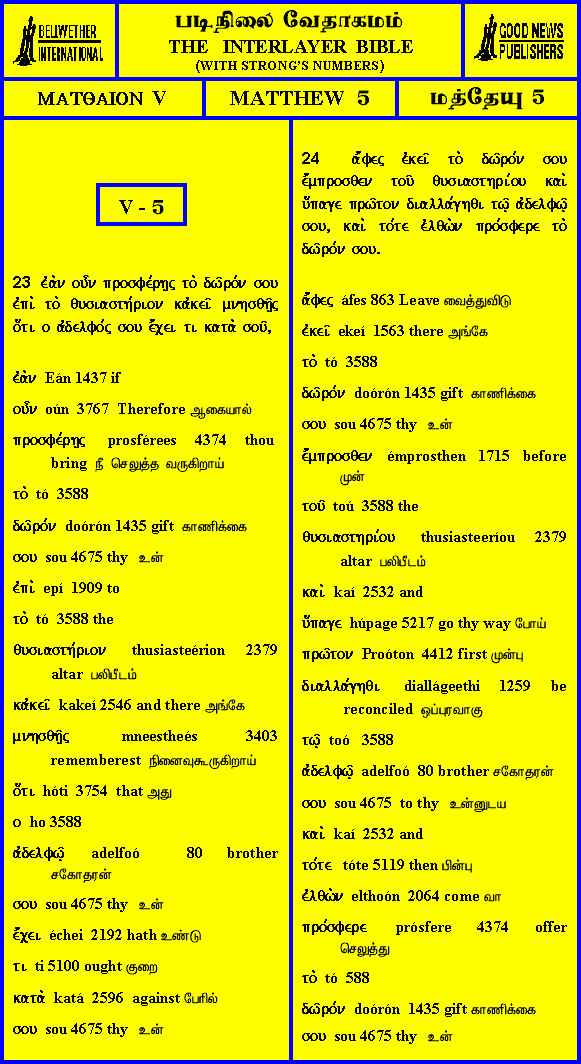 BELLWETHER
INTERNATIONAL
படிநிலை வேதாகமம்
THE INTERLAYER BIBLE
(WITH STRONG'S NUMBERS)
GOOD NEWS
PUBLISHERS
ΜΑΤΘΑΙΟΝ V
MATTHEW 5
மத்தேயு 5
V - 5
23 ἐὰν οὖν προσφέρῃς τὸ δῶρόν σου
ἐπὶ τὸ θυσιαστήριον κἀκεῖ μνησθῇς
ὅτι ο ἀδελφός σου ἔχει τι κατὰ σοῦ,
ἐὰν Eán 1437 if
οὖν oún 3767 Therefore ஆகையால்
προσφέρῃς prosférees 4374 thou
bring நீ செலுத்த வருகிறாய்
τὸ tó 3588
δῶρόν doórón 1435 gift காணிக்கை
σου sou 4675 thy உன்
ἐπὶ epí 1909 to
τὸ tó 3588 the
θυσιαστήριον thusiasteérion 2379
altar பலிபீடம்
κἀκεῖ kakeí 2546 and there அங்கே
μνησθῇς mneestheés 3403
rememberest நினைவுகூருகிறாய்
ὅτι hóti 3754 that அது
ο ho 3588
ἀδελφῷ adelfoó 80 brother
சகோதரன்
σου sou 4675 thy உன்
ἔχει échei 2192 hath உண்டு
τι ti 5100 ought குறை
κατὰ katá 2596 against பேரில்
σου sou 4675 thy உன்
24 ἄφες ἐκεῖ τὸ δῶρόν σου
ἔμπροσθεν τοῦ θυσιαστηρίου καὶ
ὕπαγε πρῶτον διαλλάγηθι τῷ ἀδελφῷ
σου, καὶ τότε ἐλθὼν πρόσφερε τὸ
δῶρόν σου.
ἄφες áfes 863 Leave வைத்துவிடு
ἐκεῖ ekeí 1563 there அங்கே
τὸ tó 3588
δῶρόν doórón 1435 gift காணிக்கை
σου sou 4675 thy உன்
ἔμπροσθεν émprosthen 1715 before
முன்
τοῦ toú 3588 the
θυσιαστηρίου thusiasteeríou 2379
altar பலிபீடம்
καὶ kaí 2532 and
ὕπαγε húpage 5217 go thy way போய்
πρῶτον Proóton 4412 first முன்பு
διαλλάγηθι diallágeethi 1259 be
reconciled ஒப்புரவாகு
τῷ toó 3588
ἀδελφῷ adelfoó 80 brother சகோதரன்
σου sou 4675 to thy உன்னுடய
καὶ kaí 2532 and
τότε tóte 5119 then பின்பு
ἐλθὼν elthoón 2064 come வா
πρόσφερε prósfere 4374 offer
செலுத்து
τὸ tó 588
δῶρόν doórón 1435 gift காணிக்கை
σου sou 4675 thy உன்